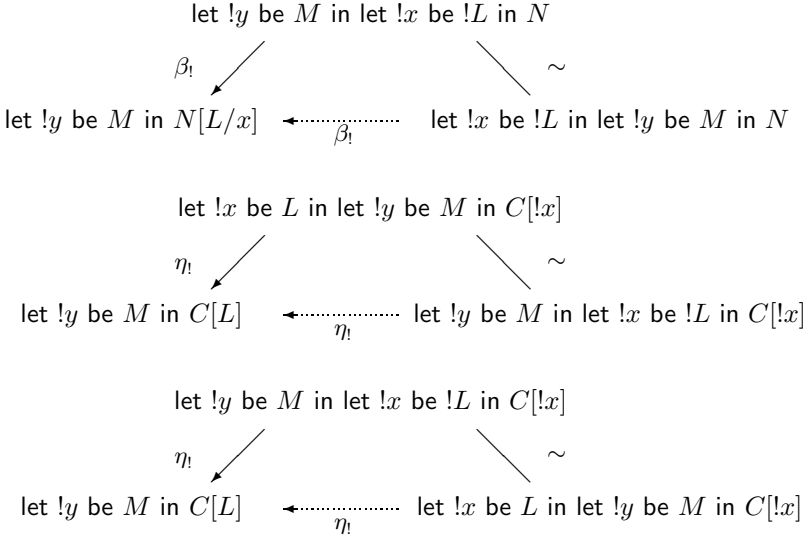 let !y be M in let !x be !L in N
β! ∼
let !y be M in N[L/x] β! let !x be !L in let !y be M in N
let !x be L in let !y be M in C[!x]
η! ∼
let !y be M in C[L] η! let !y be M in let !x be !L in C[!x]
let !y be M in let !x be !L in C[!x]
η! ∼
let !y be M in C[L] η! let !x be L in let !y be M in C[!x]